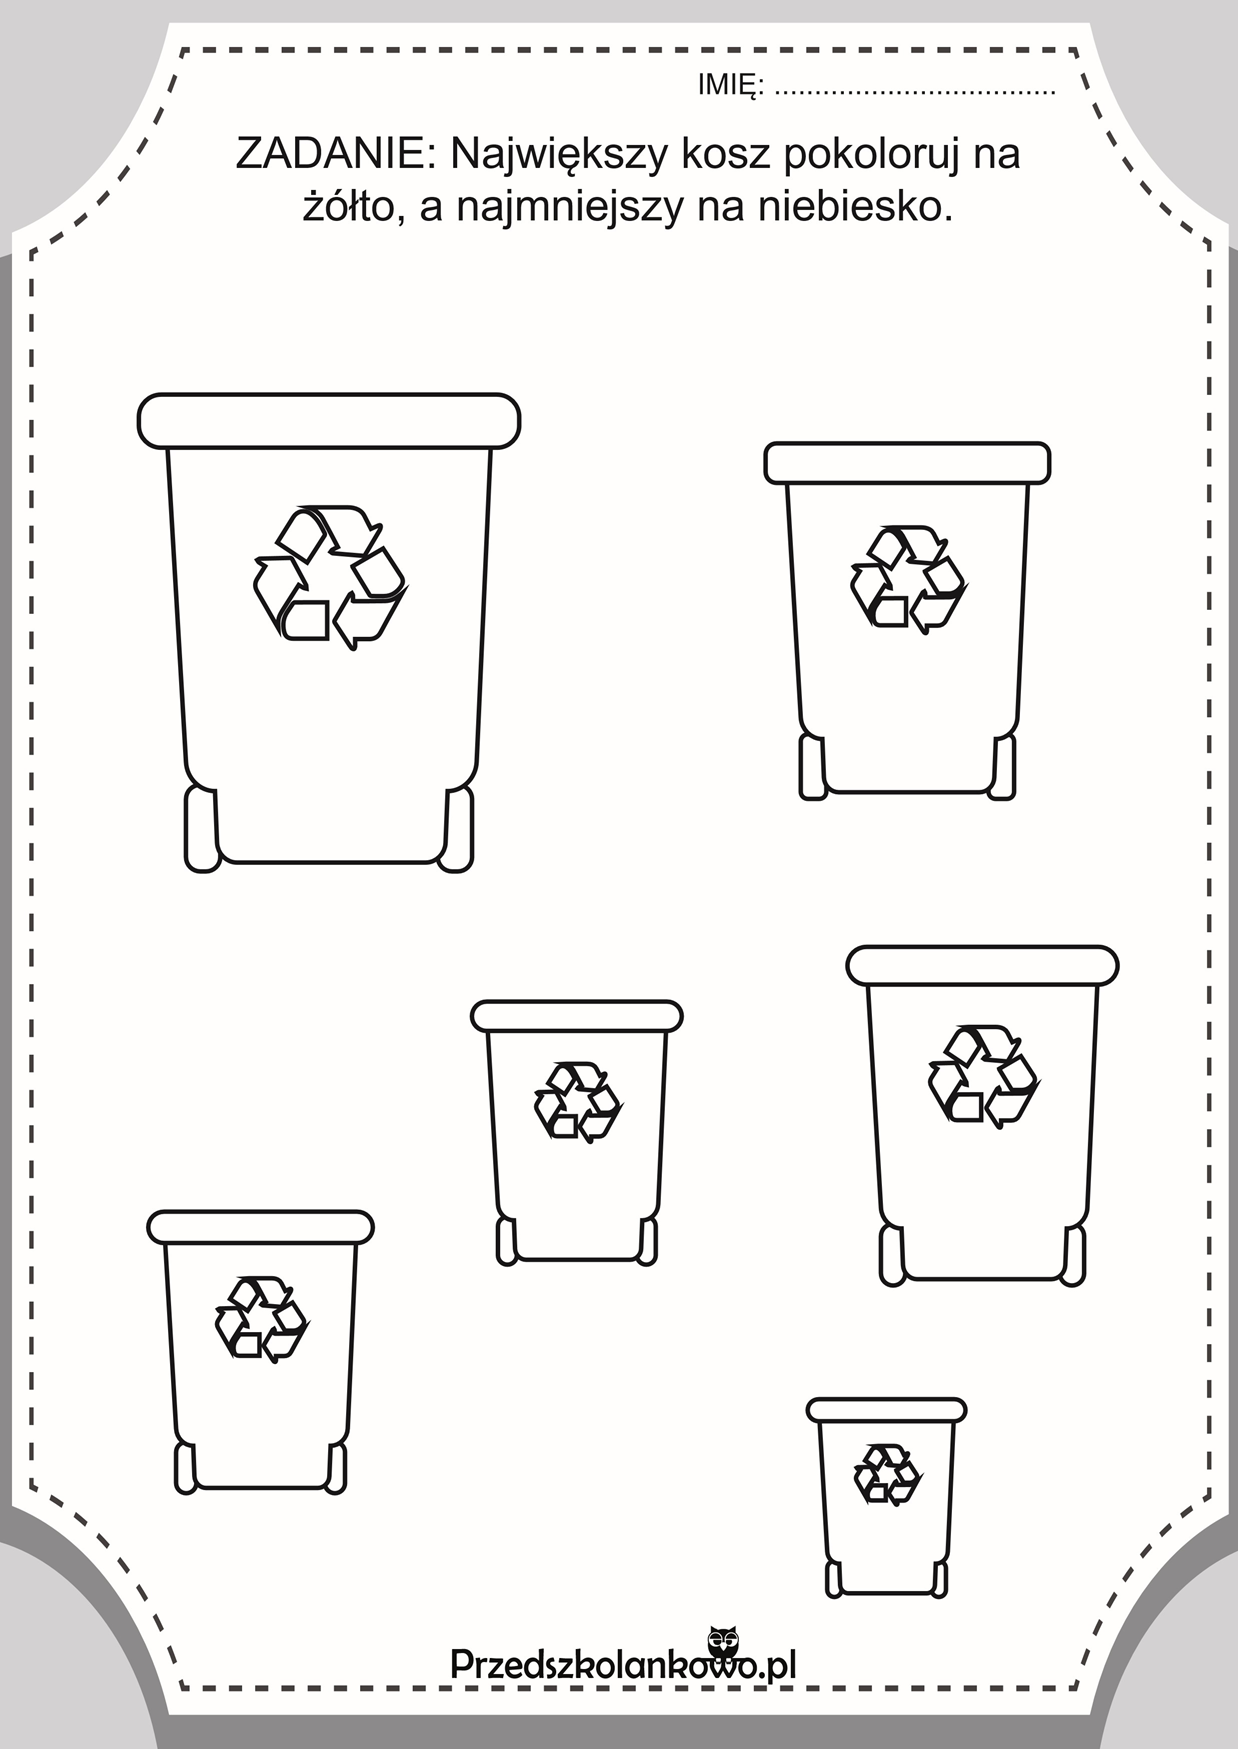 IMIĘ: ...................................
ZADANIE: Największy kosz pokoloruj na
żółto, a najmniejszy na niebiesko.
Przedszkolankowo.pl